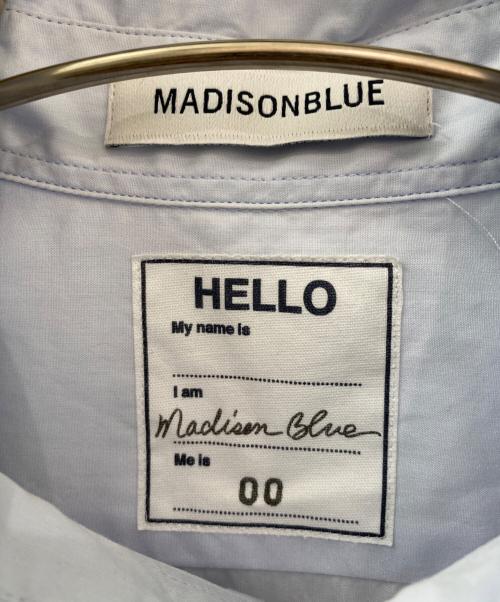 MADISONBLUE
HELLO
My name is
I am
Madison Blue
Me is
00